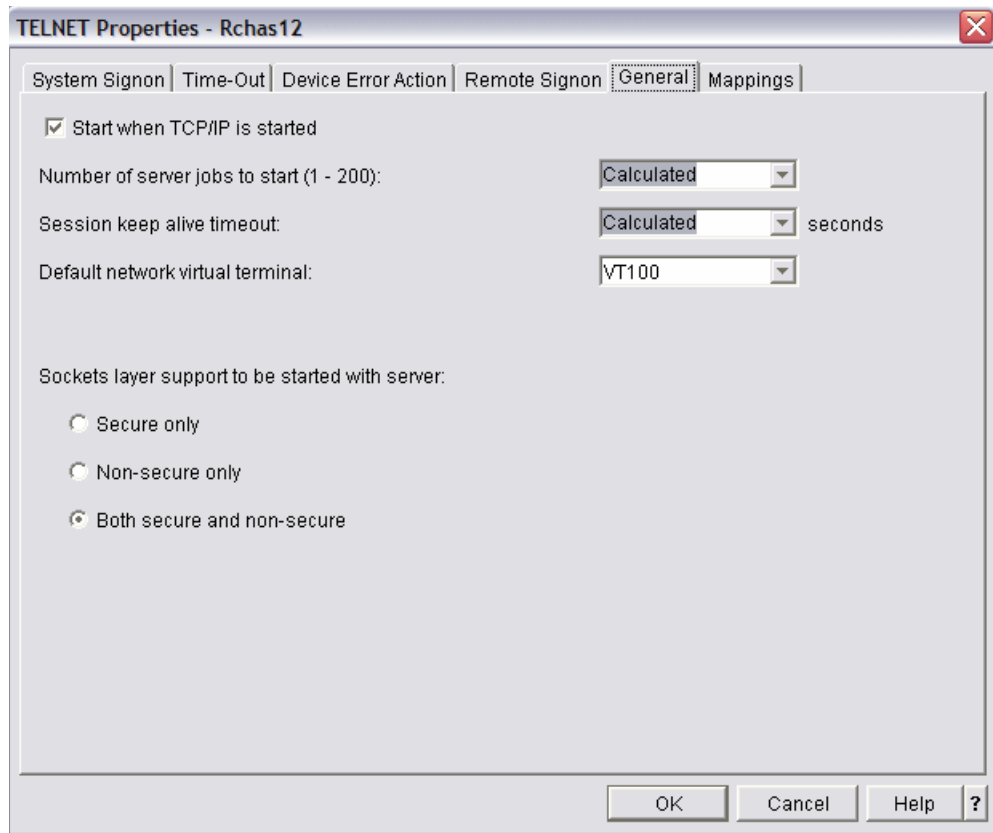 TELNET Properties - Rchas12
System Signon Time-Out Device Error Action Remote Signon General Mappings
Start when TCP/IP is started
Number of server jobs to start (1 - 200): Calculated
Session keep alive timeout: Calculated seconds
Default network virtual terminal: VT100
Sockets layer support to be started with server:
Secure only
Non-secure only
Both secure and non-secure
OK Cancel Help ?